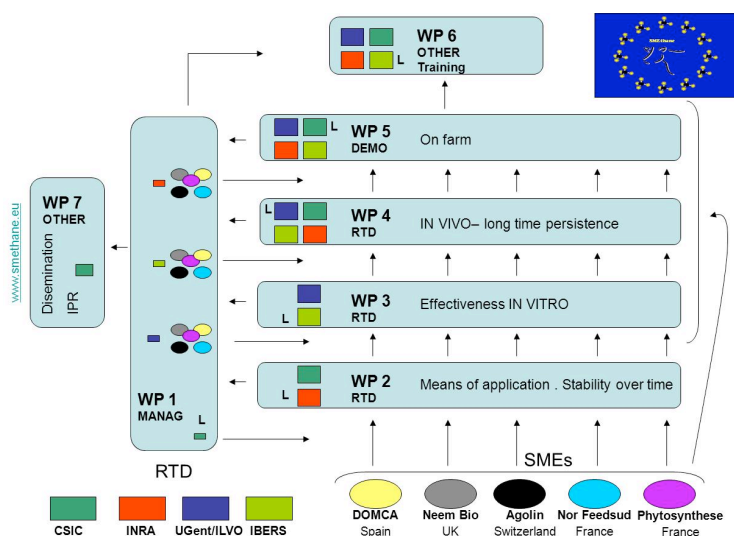 WP 6
OTHER
Training
L
SMEthane
WP 5
DEMO
L
On farm
WP 4
RTD
L
IN VIVO– long time persistence
WP 3
RTD
L
Effectiveness IN VITRO
WP 2
RTD
L
Means of application . Stability over time
WP 1
MANAG
L
WP 7
OTHER
Disemination
IPR
www.smethane.eu
RTD
SMEs
CSIC
INRA
UGent/ILVO
IBERS
DOMCA
Spain
Neem Bio
UK
Agolin
Switzerland
Nor Feedsud
France
Phytosynthese
France